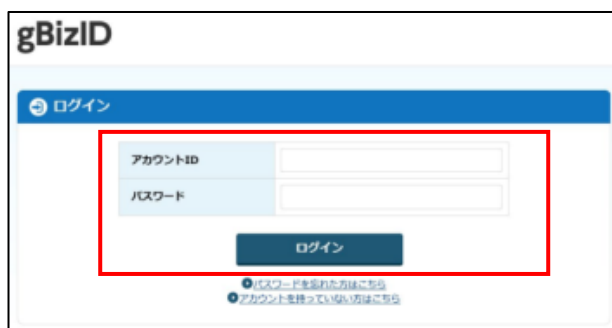 gBizID
ログイン
アカウントID
パスワード
ログイン
パスワードを忘れた方はこちら
アカウントを持っていない方はこちら